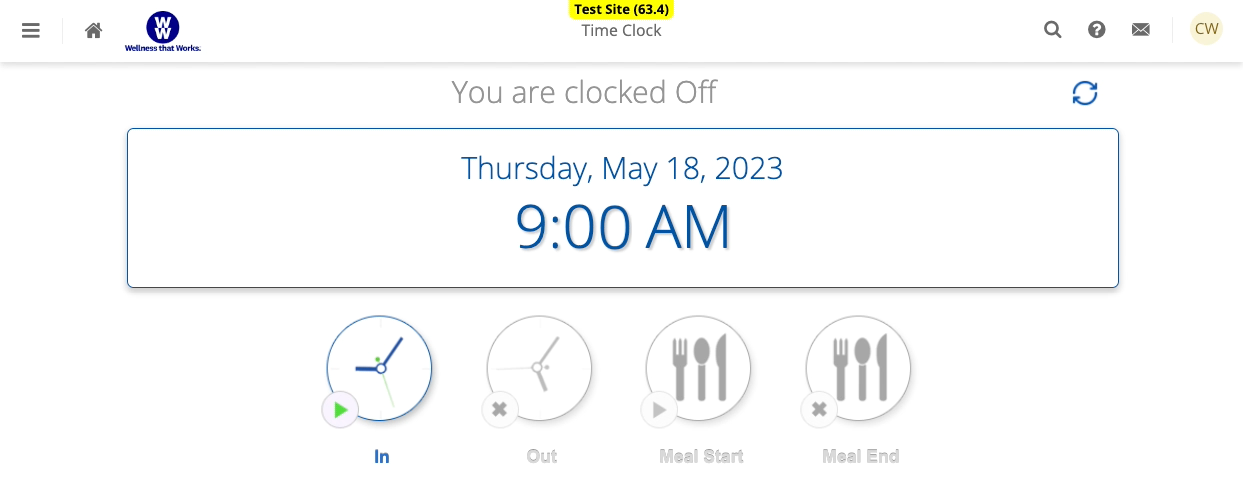 Test Site (63.4)
Time Clock
WW
Wellness that Works.
CW
You are clocked Off
Thursday, May 18, 2023
9:00 AM
In
Out
Meal Start
Meal End